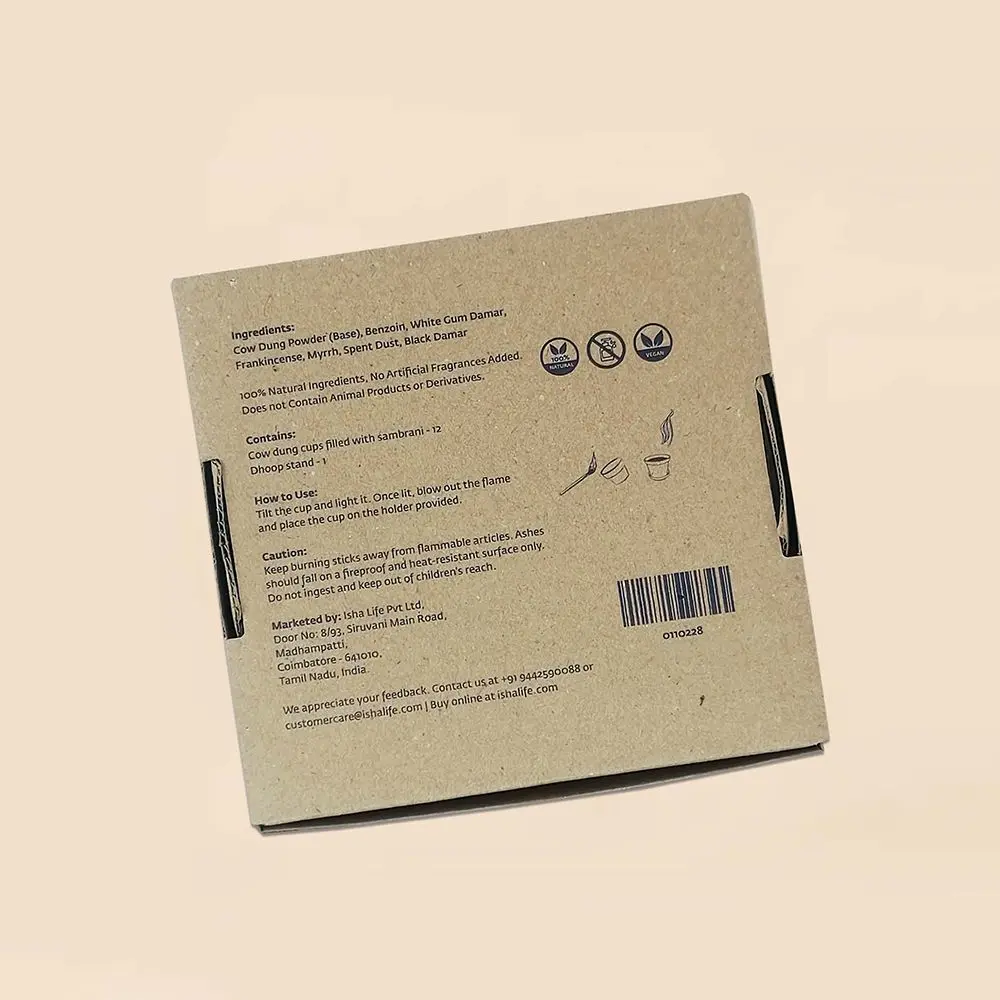 Ingredients:
Cow Dung Powder (Base), Benzoin, White Gum Damar,
Frankincense, Myrrh, Spent Dust, Black Damar
100% Natural Ingredients, No Artificial Fragrances Added.
Does not Contain Animal Products or Derivatives.
100%
NATURAL
VEGAN
Contains:
Cow dung cups filled with sambrani - 12
Dhoop stand - 1
How to Use:
Tilt the cup and light it. Once lit, blow out the flame
and place the cup on the holder provided.
Caution:
Keep burning sticks away from flammable articles. Ashes
should fall on a fireproof and heat-resistant surface only.
Do not ingest and keep out of children's reach.
Marketed by: Isha Life Pvt Ltd,
Door No: 8/93, Siruvani Main Road,
Madhampatti,
Coimbatore - 641010,
Tamil Nadu, India.
0110228
We appreciate your feedback. Contact us at +91 9442590088 or
customercare@ishalife.com | Buy online at ishalife.com